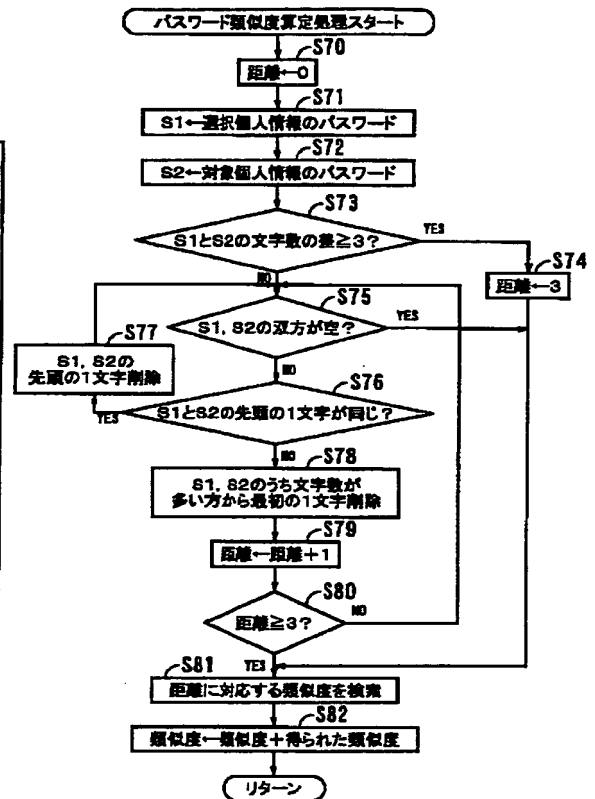 パスワード類似度算定処理スタート
S70
距離←0
S71
S1←選択個人情報のパスワード
S72
S2←対象個人情報のパスワード
S73
S1とS2の文字数の差≧3?
YES
S74
距離←3
NO
S75
S1, S2の双方が空?
YES
S77
S1, S2の
先頭の1文字削除
NO
S76
S1とS2の先頭の1文字が同じ?
YES
NO
S78
S1, S2のうち文字数が
多い方から最初の1文字削除
S79
距離←距離+1
S80
距離≧3?
NO
YES
S81
距離に対応する類似度を検索
S82
類似度←類似度+得られた類似度
リターン